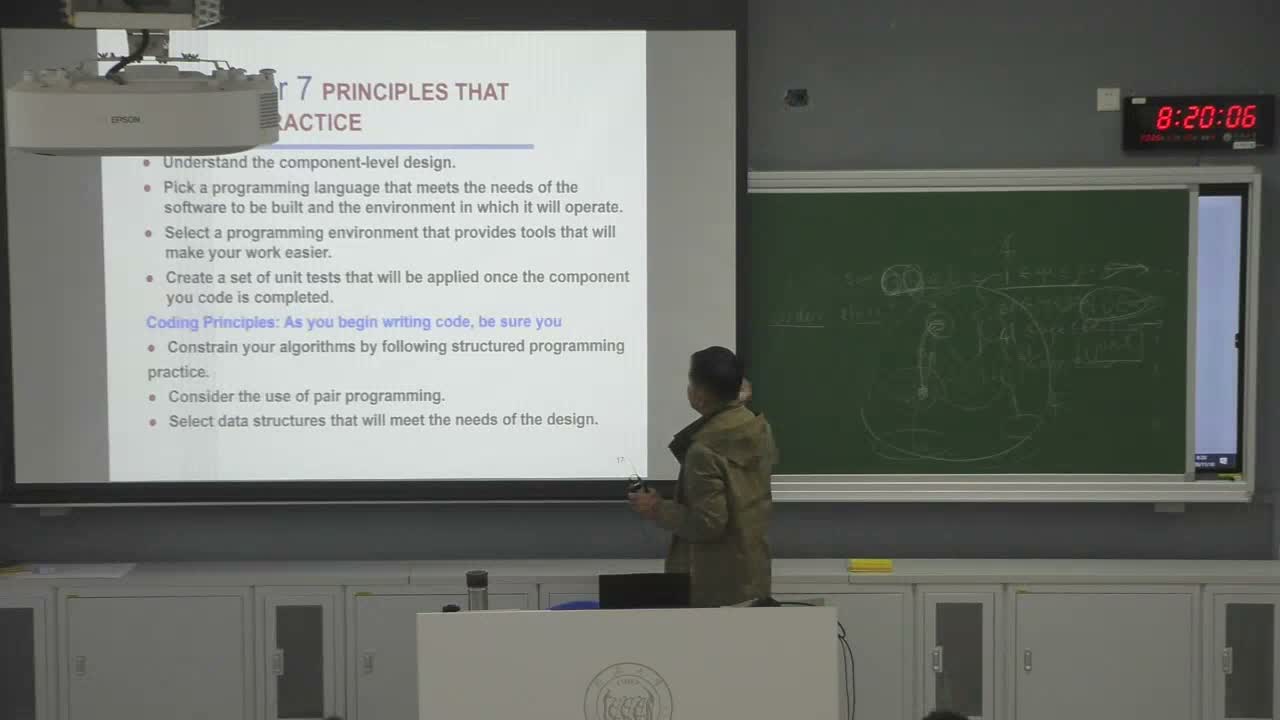 r 7 PRINCIPLES THAT
RACTICE
Understand the component-level design.
Pick a programming language that meets the needs of the
software to be built and the environment in which it will operate.
Select a programming environment that provides tools that will
make your work easier.
Create a set of unit tests that will be applied once the component
you code is completed.
Coding Principles: As you begin writing code, be sure you
Constrain your algorithms by following structured programming
practice.
Consider the use of pair programming.
Select data structures that will meet the needs of the design.
17
EPSON
8:20:06